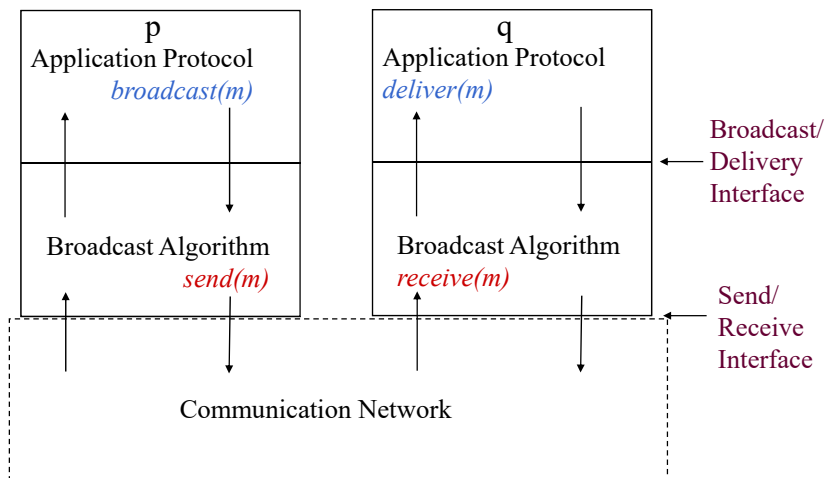 p
Application Protocol
broadcast(m)
q
Application Protocol
deliver(m)
Broadcast/
Delivery
Interface
Broadcast Algorithm
send(m)
Broadcast Algorithm
receive(m)
Send/
Receive
Interface
Communication Network